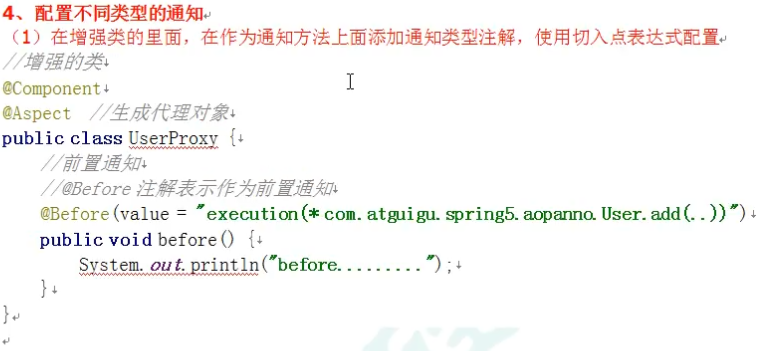 4、配置不同类型的通知
（1）在增强类的里面，在作为通知方法上面添加通知类型注解，使用切入点表达式配置
//增强的类
@Component
@Aspect //生成代理对象
public class UserProxy {
//前置通知
//@Before 注解表示作为前置通知
@Before(value = "execution(* com.atguigu.spring5.aopanno.User.add(..))")
public void before() {
System.out.println("before.........");
}
}